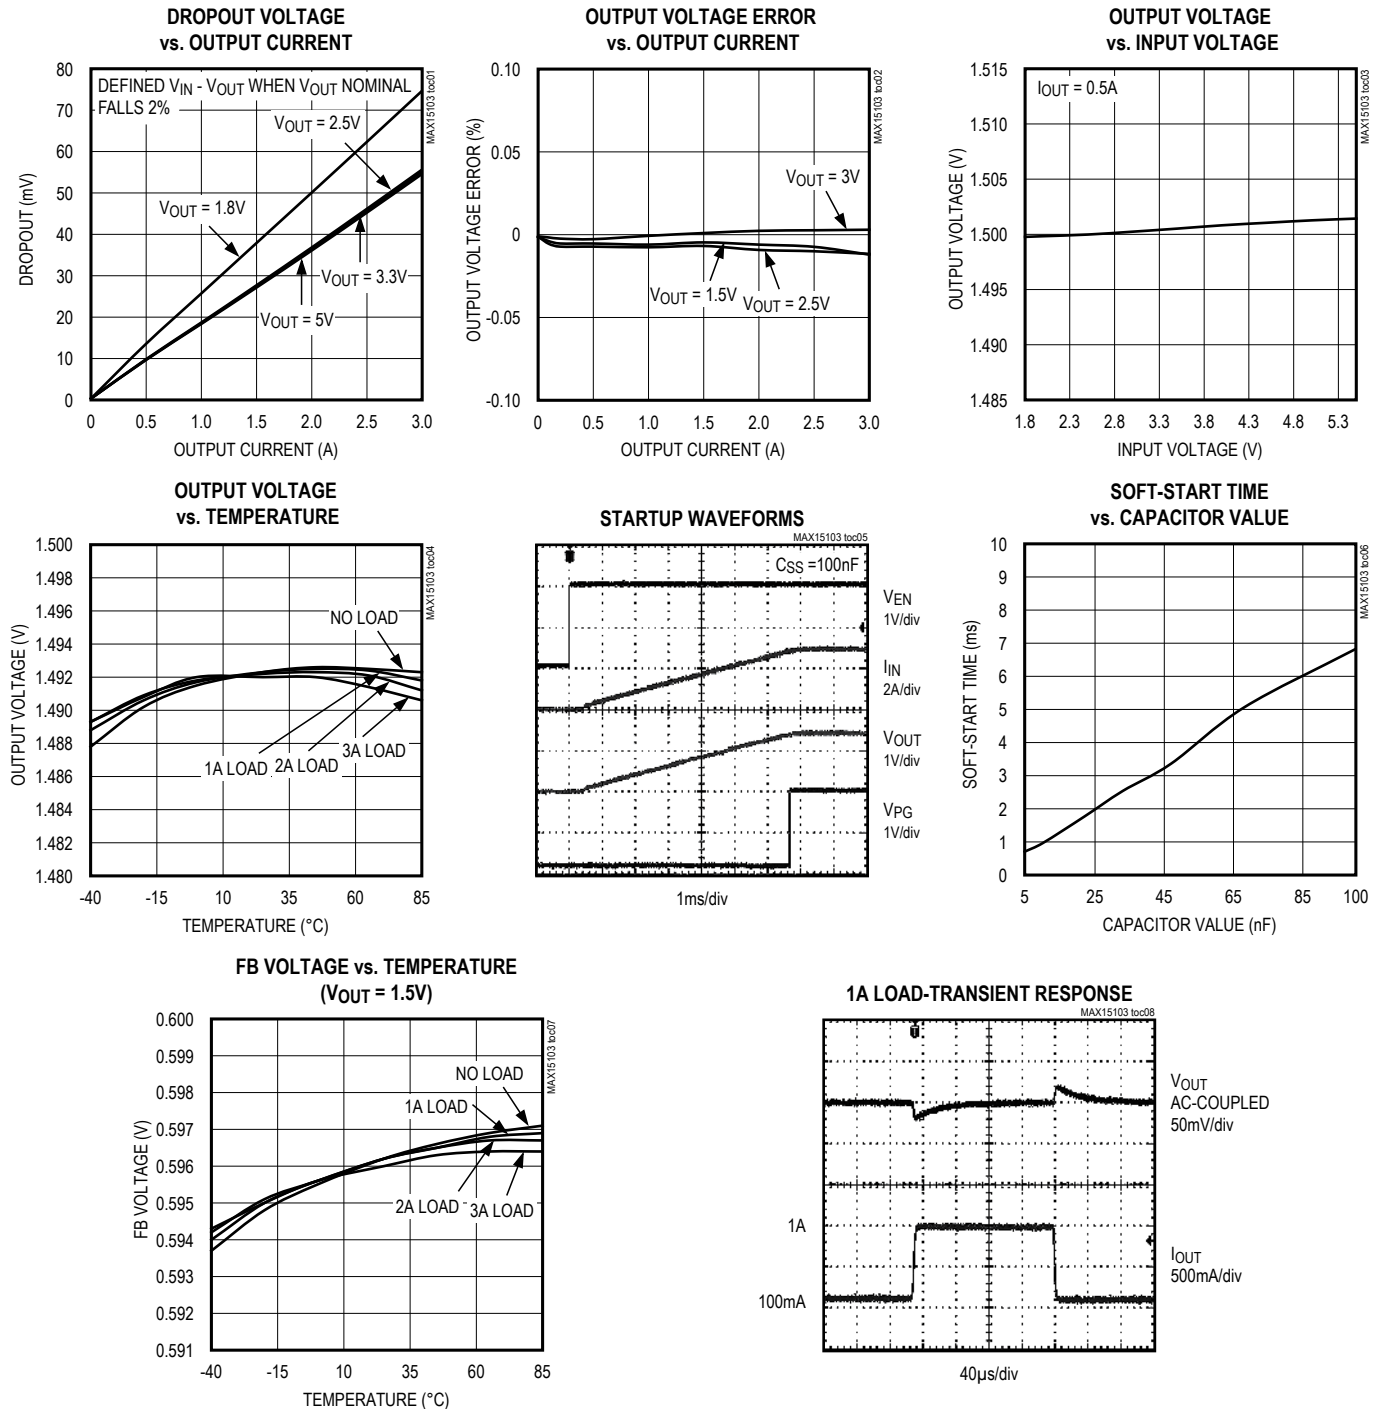 DROPOUT VOLTAGE
vs. OUTPUT CURRENT
MAX15103 toc01
DEFINED VIN - VOUT WHEN VOUT NOMINAL
FALLS 2%
VOUT = 2.5V
VOUT = 1.8V
VOUT = 3.3V
VOUT = 5V
DROPOUT (mV)
80
70
60
50
40
30
20
10
0
0 0.5 1.0 1.5 2.0 2.5 3.0
OUTPUT CURRENT (A)
OUTPUT VOLTAGE ERROR
vs. OUTPUT CURRENT
MAX15103 toc02
VOUT = 3V
VOUT = 1.5V
VOUT = 2.5V
OUTPUT VOLTAGE ERROR (%)
0.10
0.05
0
-0.05
-0.10
0 0.5 1.0 1.5 2.0 2.5 3.0
OUTPUT CURRENT (A)
OUTPUT VOLTAGE
vs. INPUT VOLTAGE
MAX15103 toc03
IOUT = 0.5A
OUTPUT VOLTAGE (V)
1.515
1.510
1.505
1.500
1.495
1.490
1.485
1.8 2.3 2.8 3.3 3.8 4.3 4.8 5.3
INPUT VOLTAGE (V)
OUTPUT VOLTAGE
vs. TEMPERATURE
MAX15103 toc04
NO LOAD
3A LOAD
1A LOAD
2A LOAD
OUTPUT VOLTAGE (V)
1.500
1.498
1.496
1.494
1.492
1.490
1.488
1.486
1.484
1.482
1.480
-40 -15 10 35 60 85
TEMPERATURE (°C)
STARTUP WAVEFORMS
MAX15103 toc05
CSS =100nF
VEN
1V/div
IIN
2A/div
VOUT
1V/div
VPG
1V/div
1ms/div
SOFT-START TIME
vs. CAPACITOR VALUE
MAX15103 toc06
SOFT-START TIME (ms)
10
9
8
7
6
5
4
3
2
1
0
5 25 45 65 85 100
CAPACITOR VALUE (nF)
FB VOLTAGE vs. TEMPERATURE
(VOUT = 1.5V)
MAX15103 toc07
NO LOAD
1A LOAD
2A LOAD
3A LOAD
FB VOLTAGE (V)
0.600
0.599
0.598
0.597
0.596
0.595
0.594
0.593
0.592
0.591
-40 -15 10 35 60 85
TEMPERATURE (°C)
1A LOAD-TRANSIENT RESPONSE
MAX15103 toc08
T
VOUT
AC-COUPLED
50mV/div
1A
100mA
IOUT
500mA/div
40µs/div